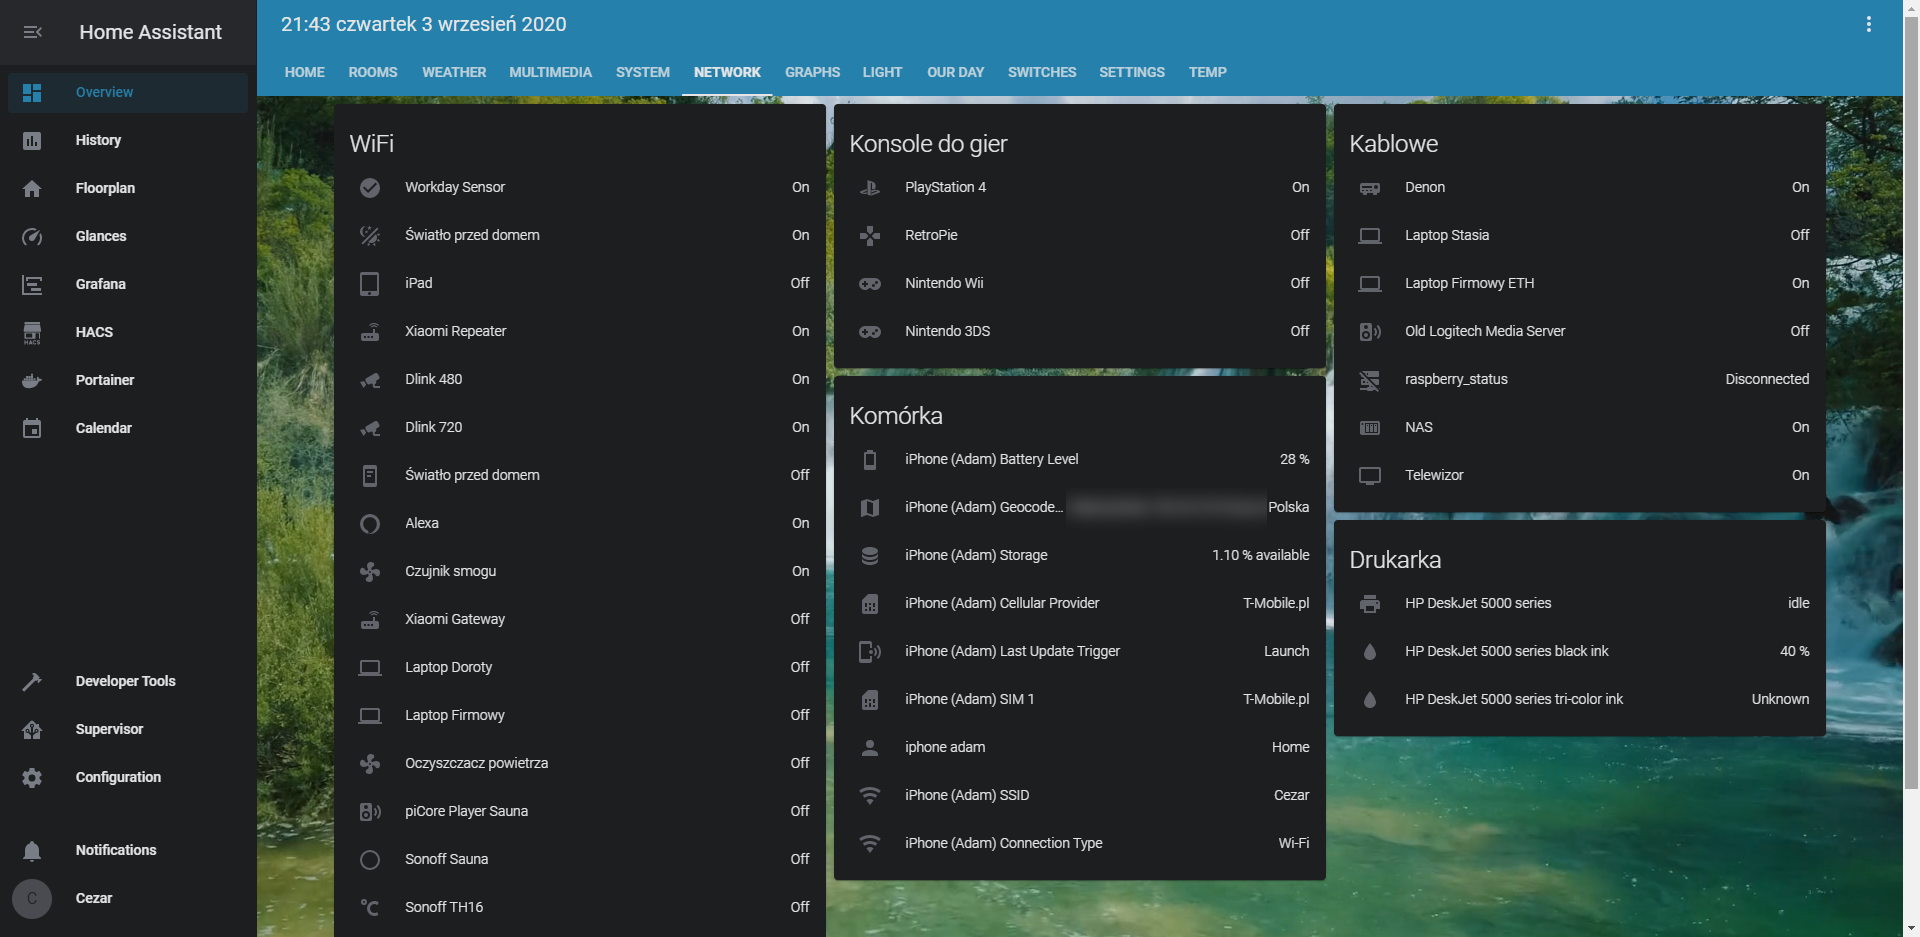 Home Assistant
Overview
History
Floorplan
Glances
Grafana
HACS
HACS
Portainer
Calendar
Developer Tools
Supervisor
Configuration
Notifications
C
Cezar
21:43 czwartek 3 wrzesień 2020
HOME ROOMS WEATHER MULTIMEDIA SYSTEM NETWORK GRAPHS LIGHT OUR DAY SWITCHES SETTINGS TEMP
WiFi
Workday Sensor On
Światło przed domem On
iPad Off
Xiaomi Repeater On
Dlink 480 On
Dlink 720 On
Światło przed domem Off
Alexa On
Czujnik smogu On
Xiaomi Gateway Off
Laptop Doroty Off
Laptop Firmowy Off
Oczyszczacz powietrza Off
piCore Player Sauna Off
Sonoff Sauna Off
°C Sonoff TH16 Off
Konsole do gier
PlayStation 4 On
RetroPie Off
Nintendo Wii Off
Nintendo 3DS Off
Komórka
iPhone (Adam) Battery Level 28 %
iPhone (Adam) Geocode... Polska
iPhone (Adam) Storage 1.10 % available
iPhone (Adam) Cellular Provider T-Mobile.pl
iPhone (Adam) Last Update Trigger Launch
iPhone (Adam) SIM 1 T-Mobile.pl
iphone adam Home
iPhone (Adam) SSID Cezar
iPhone (Adam) Connection Type Wi-Fi
Kablowe
Denon On
Laptop Stasia Off
Laptop Firmowy ETH On
Old Logitech Media Server Off
raspberry_status Disconnected
NAS On
Telewizor On
Drukarka
HP DeskJet 5000 series idle
HP DeskJet 5000 series black ink 40 %
HP DeskJet 5000 series tri-color ink Unknown